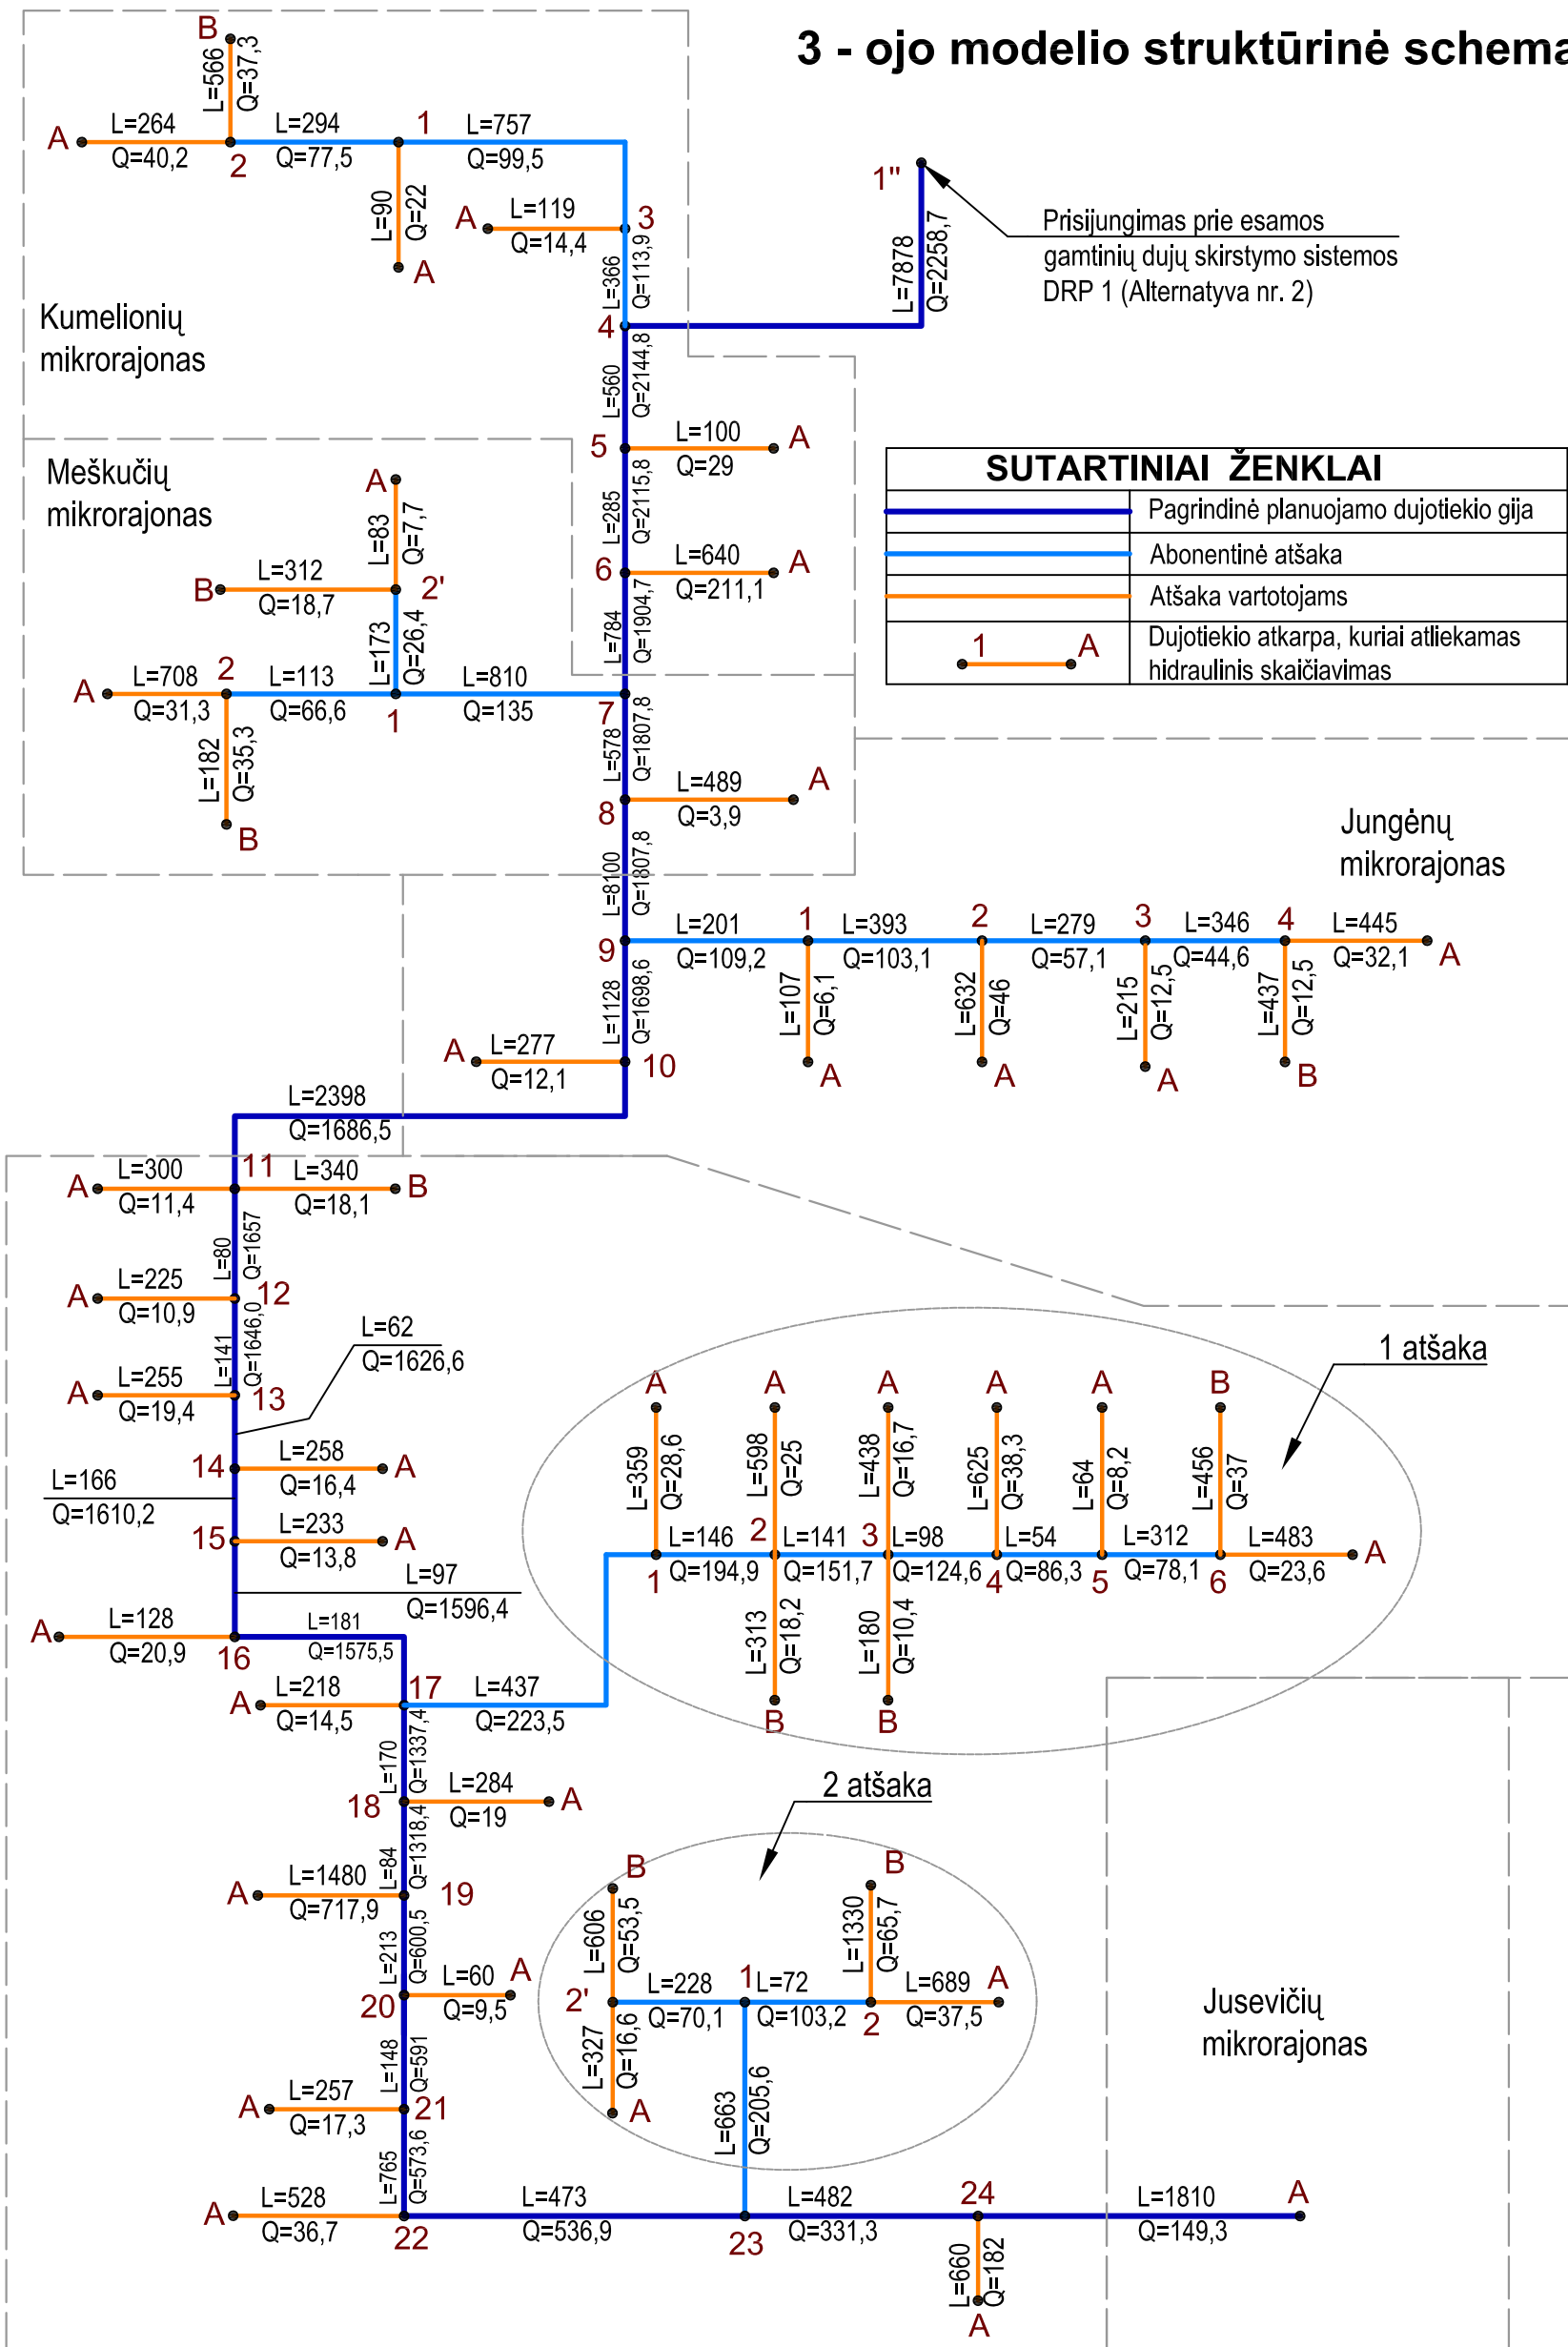 3 - ojo modelio struktūrinė schema
B
L=566
Q=37,3
A
L=264
Q=40,2
2
L=294
Q=77,5
1
L=757
Q=99,5
L=90
Q=22
A
A
L=119
Q=14,4
3
L=366
Q=113,9
4
1"
L=7878
Q=2258,7
Prisijungimas prie esamos
gamtinių dujų skirstymo sistemos
DRP 1 (Alternatyva nr. 2)
Kumelionių
mikrorajonas
L=560
Q=2144,8
5
L=100
Q=29
A
L=285
Q=2115,8
6
L=640
Q=211,1
A
L=784
Q=1904,7
SUTARTINIAI ŽENKLAI
Pagrindinė planuojamo dujotiekio gija
Abonentinė atšaka
Atšaka vartotojams
1
A
Dujotiekio atkarpa, kuriai atliekamas
hidraulinis skaičiavimas
Meškučių
mikrorajonas
A
L=83
Q=7,7
B
L=312
Q=18,7
2'
L=173
Q=26,4
A
L=708
Q=31,3
2
L=113
Q=66,6
1
L=810
Q=135
7
L=182
Q=35,3
B
L=578
Q=1807,8
8
L=489
Q=3,9
A
L=8100
Q=1807,8
Jungėnų
mikrorajonas
9
L=201
Q=109,2
1
L=393
Q=103,1
2
L=279
Q=57,1
3
L=346
Q=44,6
4
L=445
Q=32,1
A
L=107
Q=6,1
A
L=632
Q=46
A
L=215
Q=12,5
A
L=437
Q=12,5
B
L=1128
Q=1698,6
A
L=277
Q=12,1
10
L=2398
Q=1686,5
11
A
L=300
Q=11,4
L=340
Q=18,1
B
L=80
Q=1657
A
L=225
Q=10,9
12
L=141
Q=1646,0
L=62
Q=1626,6
A
L=255
Q=19,4
13
14
L=258
Q=16,4
A
L=166
Q=1610,2
15
L=233
Q=13,8
A
L=97
Q=1596,4
A
L=128
Q=20,9
16
L=181
Q=1575,5
1 atšaka
A
L=359
Q=28,6
A
L=598
Q=25
A
L=438
Q=16,7
A
L=625
Q=38,3
A
L=64
Q=8,2
B
L=456
Q=37
1
L=146
Q=194,9
2
L=141
Q=151,7
3
L=98
Q=124,6
4
L=54
Q=86,3
5
L=312
Q=78,1
6
L=483
Q=23,6
A
L=313
Q=18,2
B
L=180
Q=10,4
B
A
L=218
Q=14,5
17
L=437
Q=223,5
L=170
Q=1337,4
18
L=284
Q=19
A
L=84
Q=1318,4
A
L=1480
Q=717,9
19
L=213
Q=600,5
20
L=60
Q=9,5
A
L=148
Q=591
A
L=257
Q=17,3
21
L=765
Q=573,6
2 atšaka
B
L=606
Q=53,5
B
L=1330
Q=65,7
2'
L=228
Q=70,1
1
L=72
Q=103,2
2
L=689
Q=37,5
A
L=327
Q=16,6
A
L=663
Q=205,6
Jusevičių
mikrorajonas
A
L=528
Q=36,7
22
L=473
Q=536,9
23
L=482
Q=331,3
24
L=1810
Q=149,3
A
L=660
Q=182
A